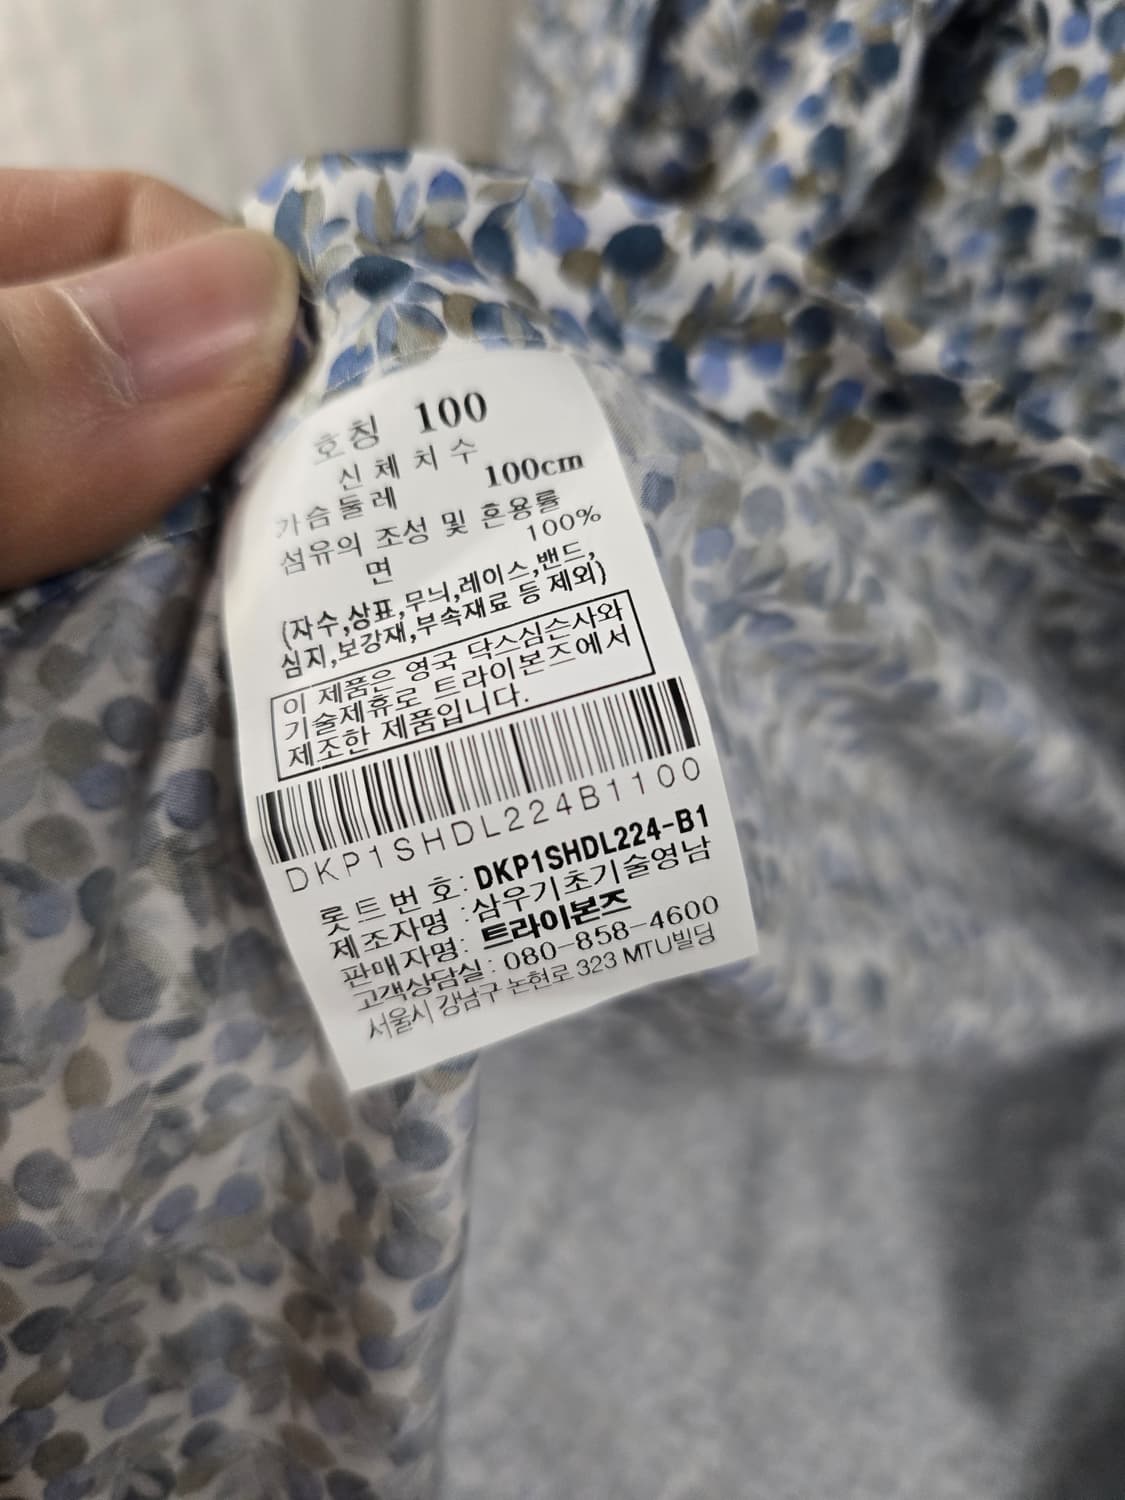 호칭 100
신체치수
가슴둘레 100cm
섬유의 조성 및 혼용률
면 100%
(자수,상표,무늬,레이스,밴드,
심지,보강재,부속재료 등 제외)
이 제품은 영국 닥스심슨사와
기술제휴로 트라이본즈에서
제조한 제품입니다.
DKP1SHDL224B1100
롯트번호: DKP1SHDL224-B1
제조자명 :삼우기초기술영남
판매자명: 트라이본즈
고객상담실: 080-858-4600
서울시 강남구 논현로 323 MTU빌딩